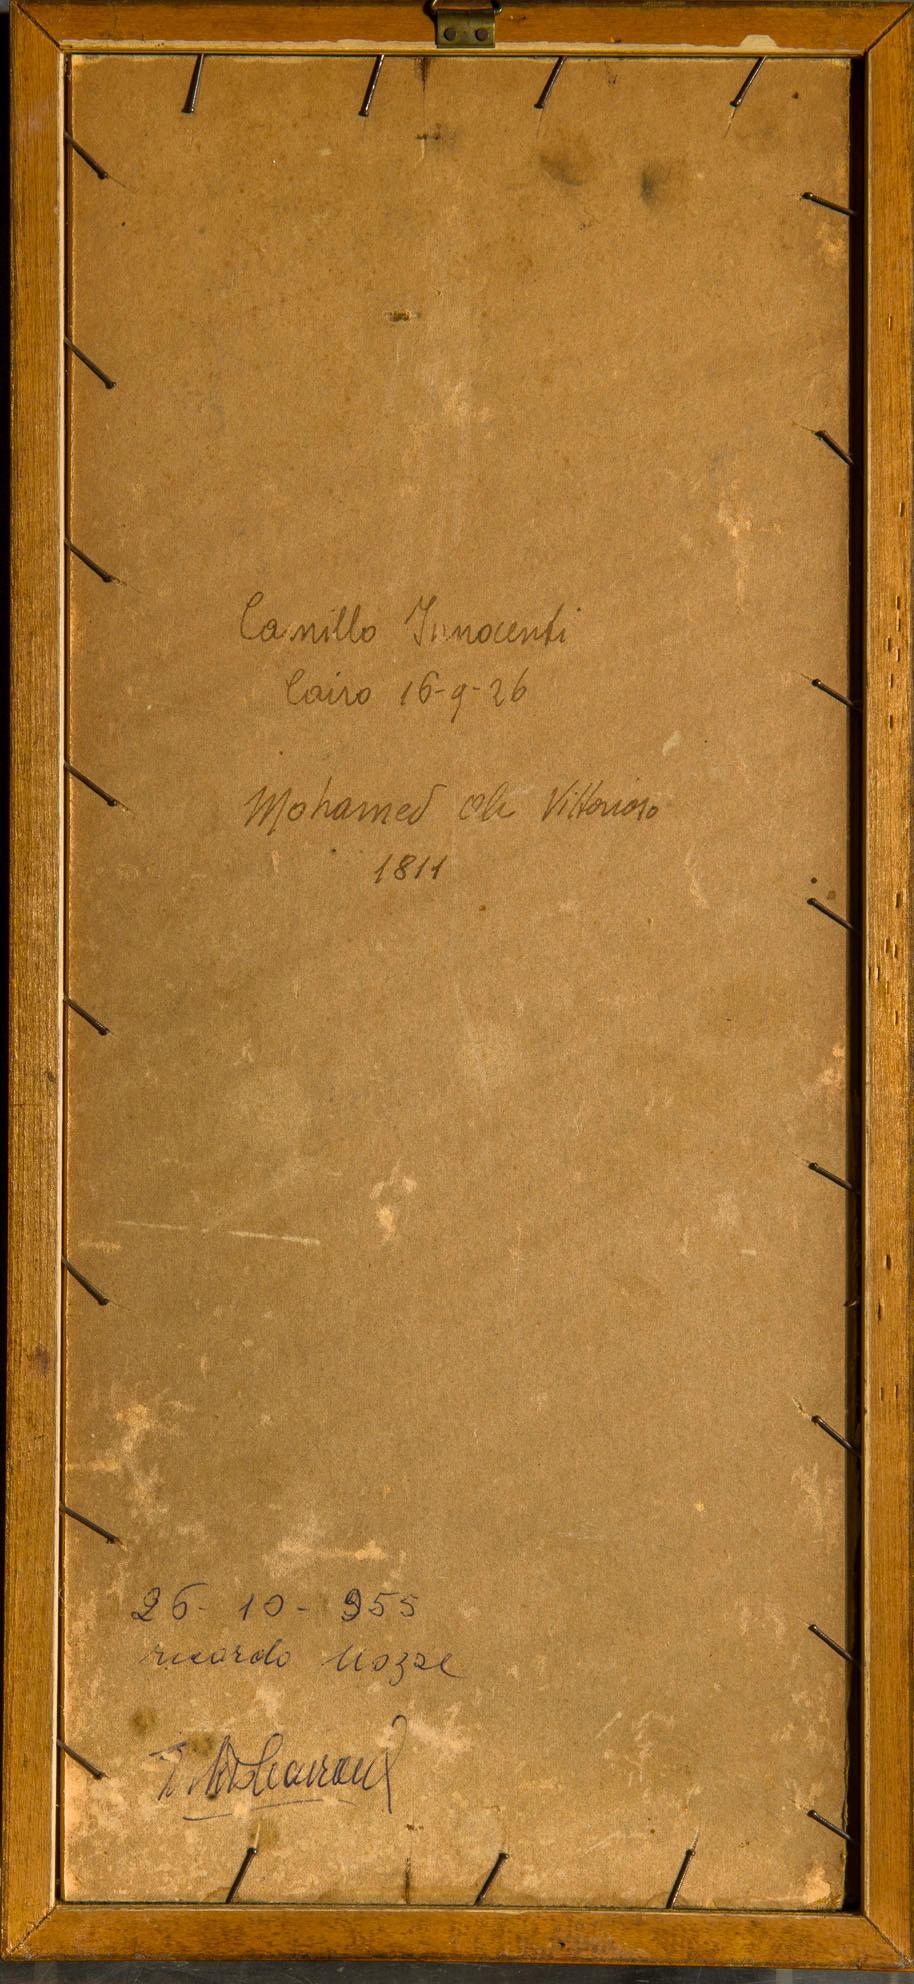 Camillo Innocenti
Cairo 16-9-26
Mohamed Ali Vittorioso
1811
26-10-955
ricordo Nozze